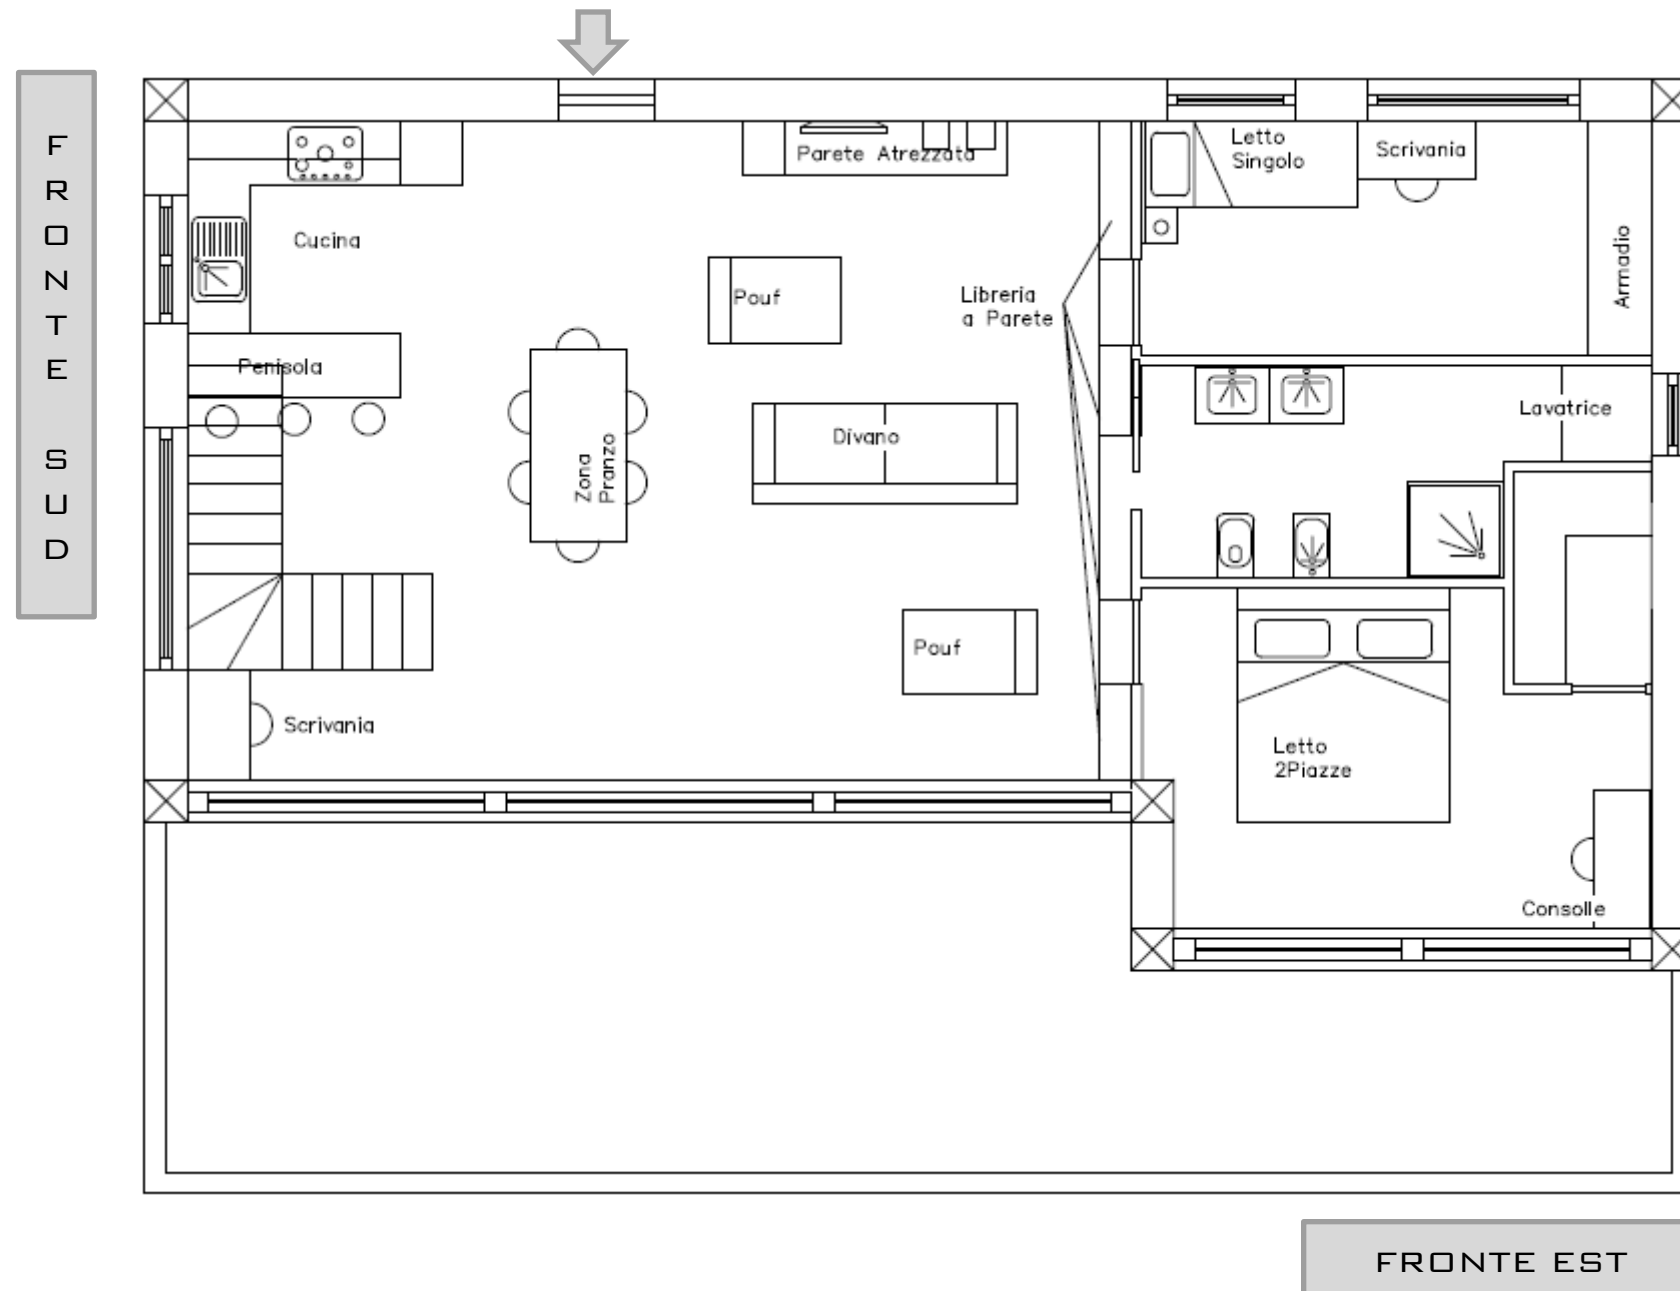 FRONTE SUD
Letto
Singolo
Scrivania
Parete Atrezzata
Cucina
Armadio
Pouf
Libreria
a Parete
Penisola
Zona
Pranzo
Divano
Lavatrice
Pouf
Scrivania
Letto
2Piazze
Consolle
FRONTE EST